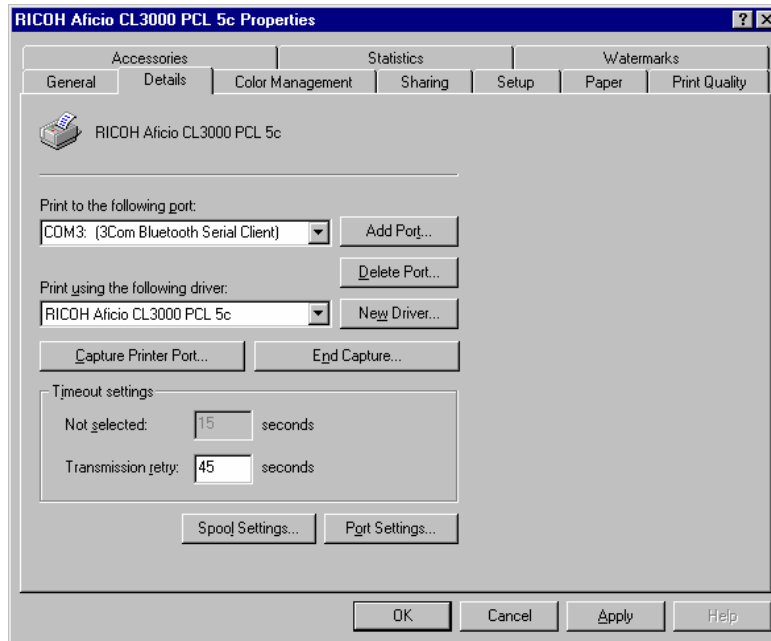 RICOH Aficio CL3000 PCL 5c Properties
Accessories Statistics Watermarks
General Details Color Management Sharing Setup Paper Print Quality
RICOH Aficio CL3000 PCL 5c
Print to the following port:
COM3: (3Com Bluetooth Serial Client) Add Port...
Delete Port...
Print using the following driver:
RICOH Aficio CL3000 PCL 5c New Driver...
Capture Printer Port... End Capture...
Timeout settings
Not selected: 15 seconds
Transmission retry: 45 seconds
Spool Settings... Port Settings...
OK Cancel Apply Help